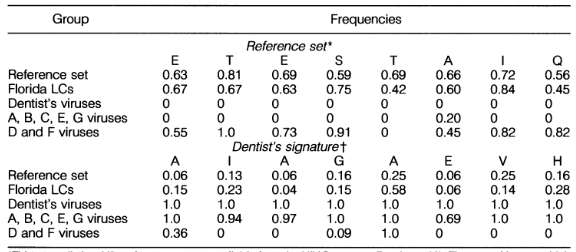 Group Frequencies
Reference set*
E T E S T A I Q
Reference set 0.63 0.81 0.69 0.59 0.69 0.66 0.72 0.56
Florida LCs 0.67 0.67 0.63 0.75 0.42 0.60 0.84 0.45
Dentist's viruses 0 0 0 0 0 0 0 0
A, B, C, E, G viruses 0 0 0 0 0 0.20 0 0
D and F viruses 0.55 1.0 0.73 0.91 0 0.45 0.82 0.82
Dentist's signature†
A I A G A E V H
Reference set 0.06 0.13 0.06 0.16 0.25 0.06 0.25 0.16
Florida LCs 0.15 0.23 0.04 0.15 0.58 0.06 0.14 0.28
Dentist's viruses 1.0 1.0 1.0 1.0 1.0 1.0 1.0 1.0
A, B, C, E, G viruses 1.0 0.94 0.97 1.0 1.0 0.69 1.0 1.0
D and F viruses 0.36 0 0 0.09 1.0 0 0 0